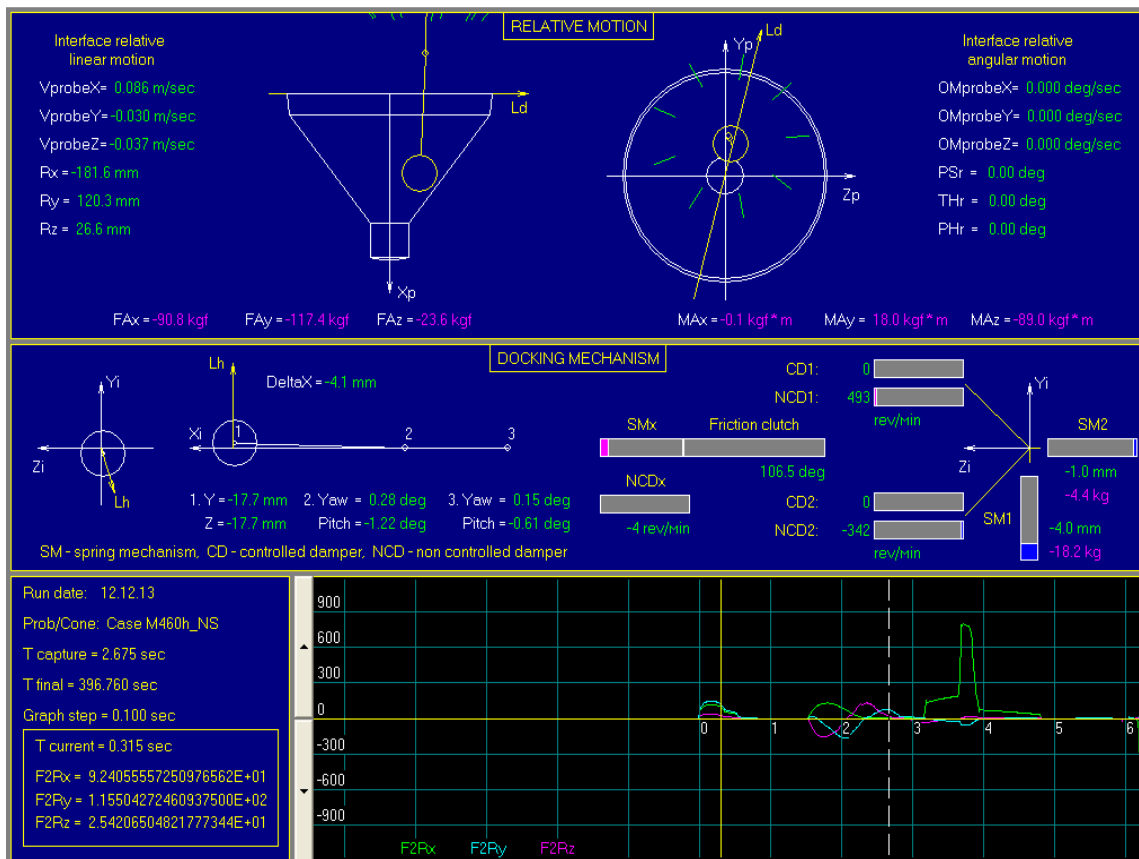 RELATIVE MOTION
Interface relative
linear motion
VprobeX= 0.086 m/sec
VprobeY=-0.030 m/sec
VprobeZ=-0.037 m/sec
Rx =-181.6 mm
Ry = 120.3 mm
Rz = 26.6 mm
Ld
Xp
Yp
Ld
Zp
Interface relative
angular motion
OMprobeX= 0.000 deg/sec
OMprobeY= 0.000 deg/sec
OMprobeZ= 0.000 deg/sec
PSr = 0.00 deg
THr = 0.00 deg
PHr = 0.00 deg
FAx =-90.8 kgf FAy =-117.4 kgf FAz =-23.6 kgf MAx =-0.1 kgf* m MAy = 18.0 kgf* m MAz =-89.0 kgf* m
DOCKING MECHANISM
Yi
Zi
Lh
Lh
DeltaX =-4.1 mm
Xi 1 2 3
1. Y =-17.7 mm 2. Yaw = 0.28 deg 3. Yaw = 0.15 deg
Z =-17.7 mm Pitch =-1.22 deg Pitch =-0.61 deg
SM - spring mechanism, CD - controlled damper, NCD - non controlled damper
SMx Friction clutch
106.5 deg
NCDx
-4 rev/мин
CD1: 0
NCD1: 493
rev/мин
CD2: 0
NCD2: -342
rev/мин
Yi
Zi
SM2
-1.0 mm
-4.4 kg
SM1
-4.0 mm
-18.2 kg
Run date: 12.12.13
Prob/Cone: Case M460h_NS
T capture = 2.675 sec
T final = 396.760 sec
Graph step = 0.100 sec
T current = 0.315 sec
F2Rx = 9.24055557250976562E+01
F2Ry = 1.15504272460937500E+02
F2Rz = 2.54206504821777344E+01
900
600
300
0
-300
-600
-900
0 1 2 3 4 5 6
F2Rx F2Ry F2Rz